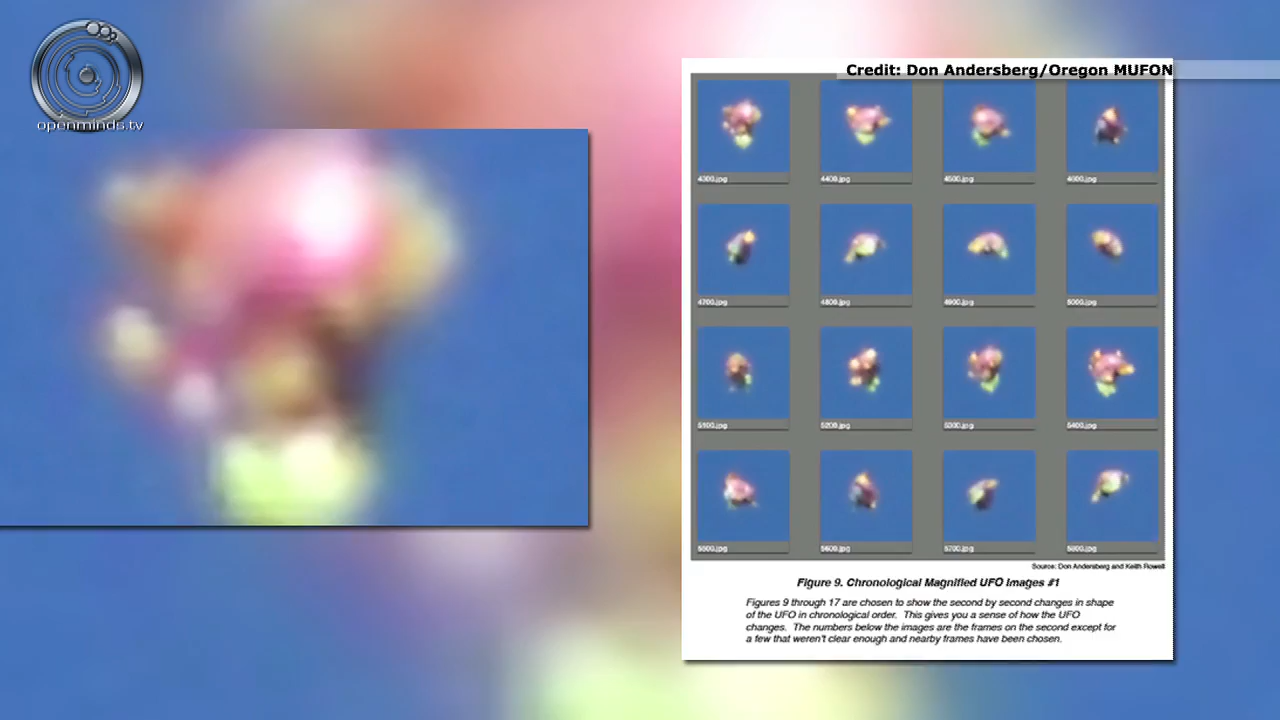 openminds.tv
Credit: Don Andersberg/Oregon MUFON
4300.jpg 4400.jpg 4500.jpg 4600.jpg
4700.jpg 4800.jpg 4900.jpg 5000.jpg
5100.jpg 5200.jpg 5300.jpg 5400.jpg
5500.jpg 5600.jpg 5700.jpg 5800.jpg
Source: Don Andersberg and Keith Rowell
Figure 9. Chronological Magnified UFO Images #1
Figures 9 through 17 are chosen to show the second by second changes in shape
of the UFO in chronological order. This gives you a sense of how the UFO
changes. The numbers below the images are the frames on the second except for
a few that weren't clear enough and nearby frames have been chosen.